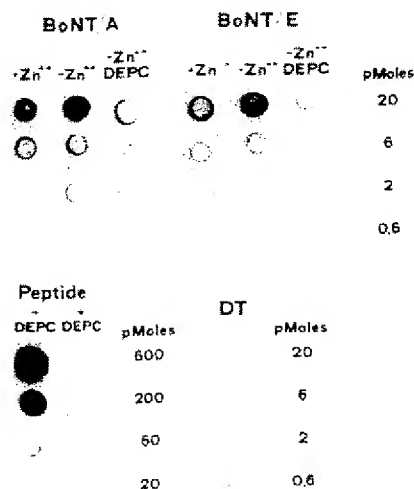 BoNT/A BoNT/E
+Zn++ -Zn++ -Zn++ DEPC +Zn++ -Zn++ -Zn++ DEPC pMoles
20
6
2
0.6
Peptide DT
- DEPC + DEPC pMoles pMoles
600 20
200 6
60 2
20 0.6